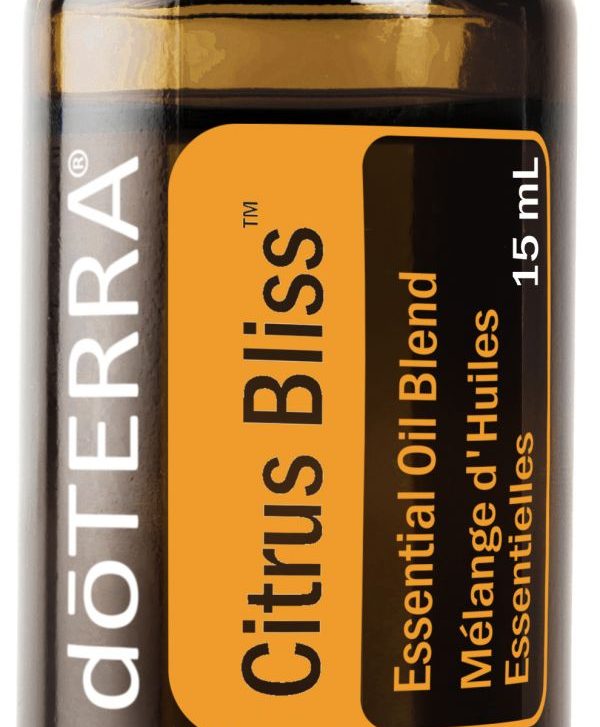 dōTERRA®
Citrus Bliss™
Essential Oil Blend
Mélange d'Huiles
Essentielles
15 mL